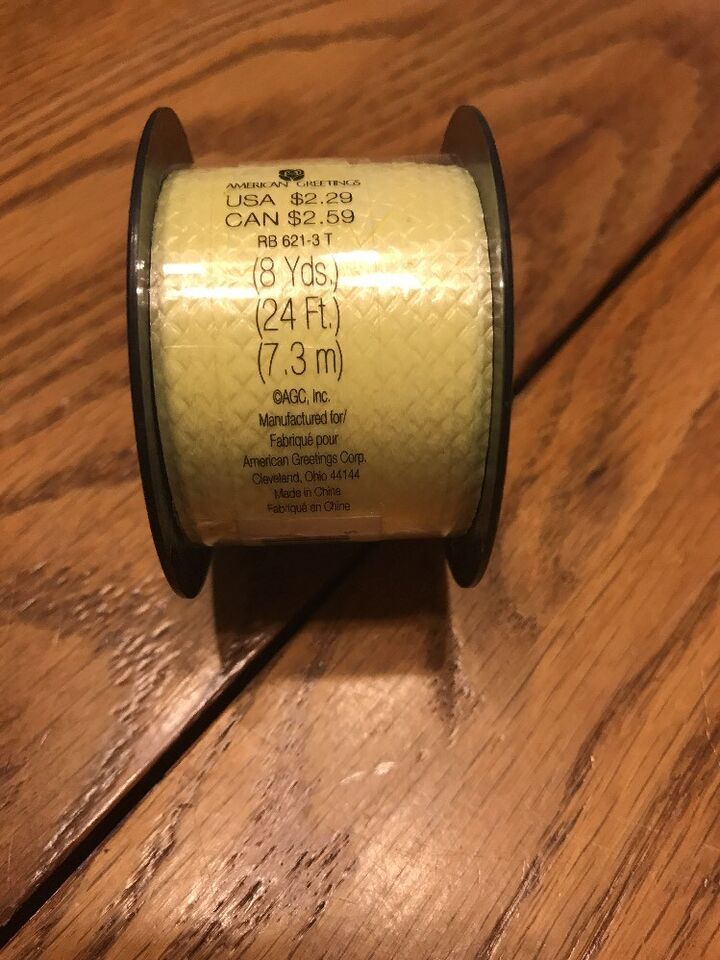 AMERICAN GREETINGS
USA $2.29
CAN $2.59
RB 621-3 T
(8 Yds.)
(24 Ft.)
(7.3 m)
©AGC, Inc.
Manufactured for/
Fabriqué pour
American Greetings Corp.
Cleveland, Ohio 44144
Made in China
Fabriqué en Chine